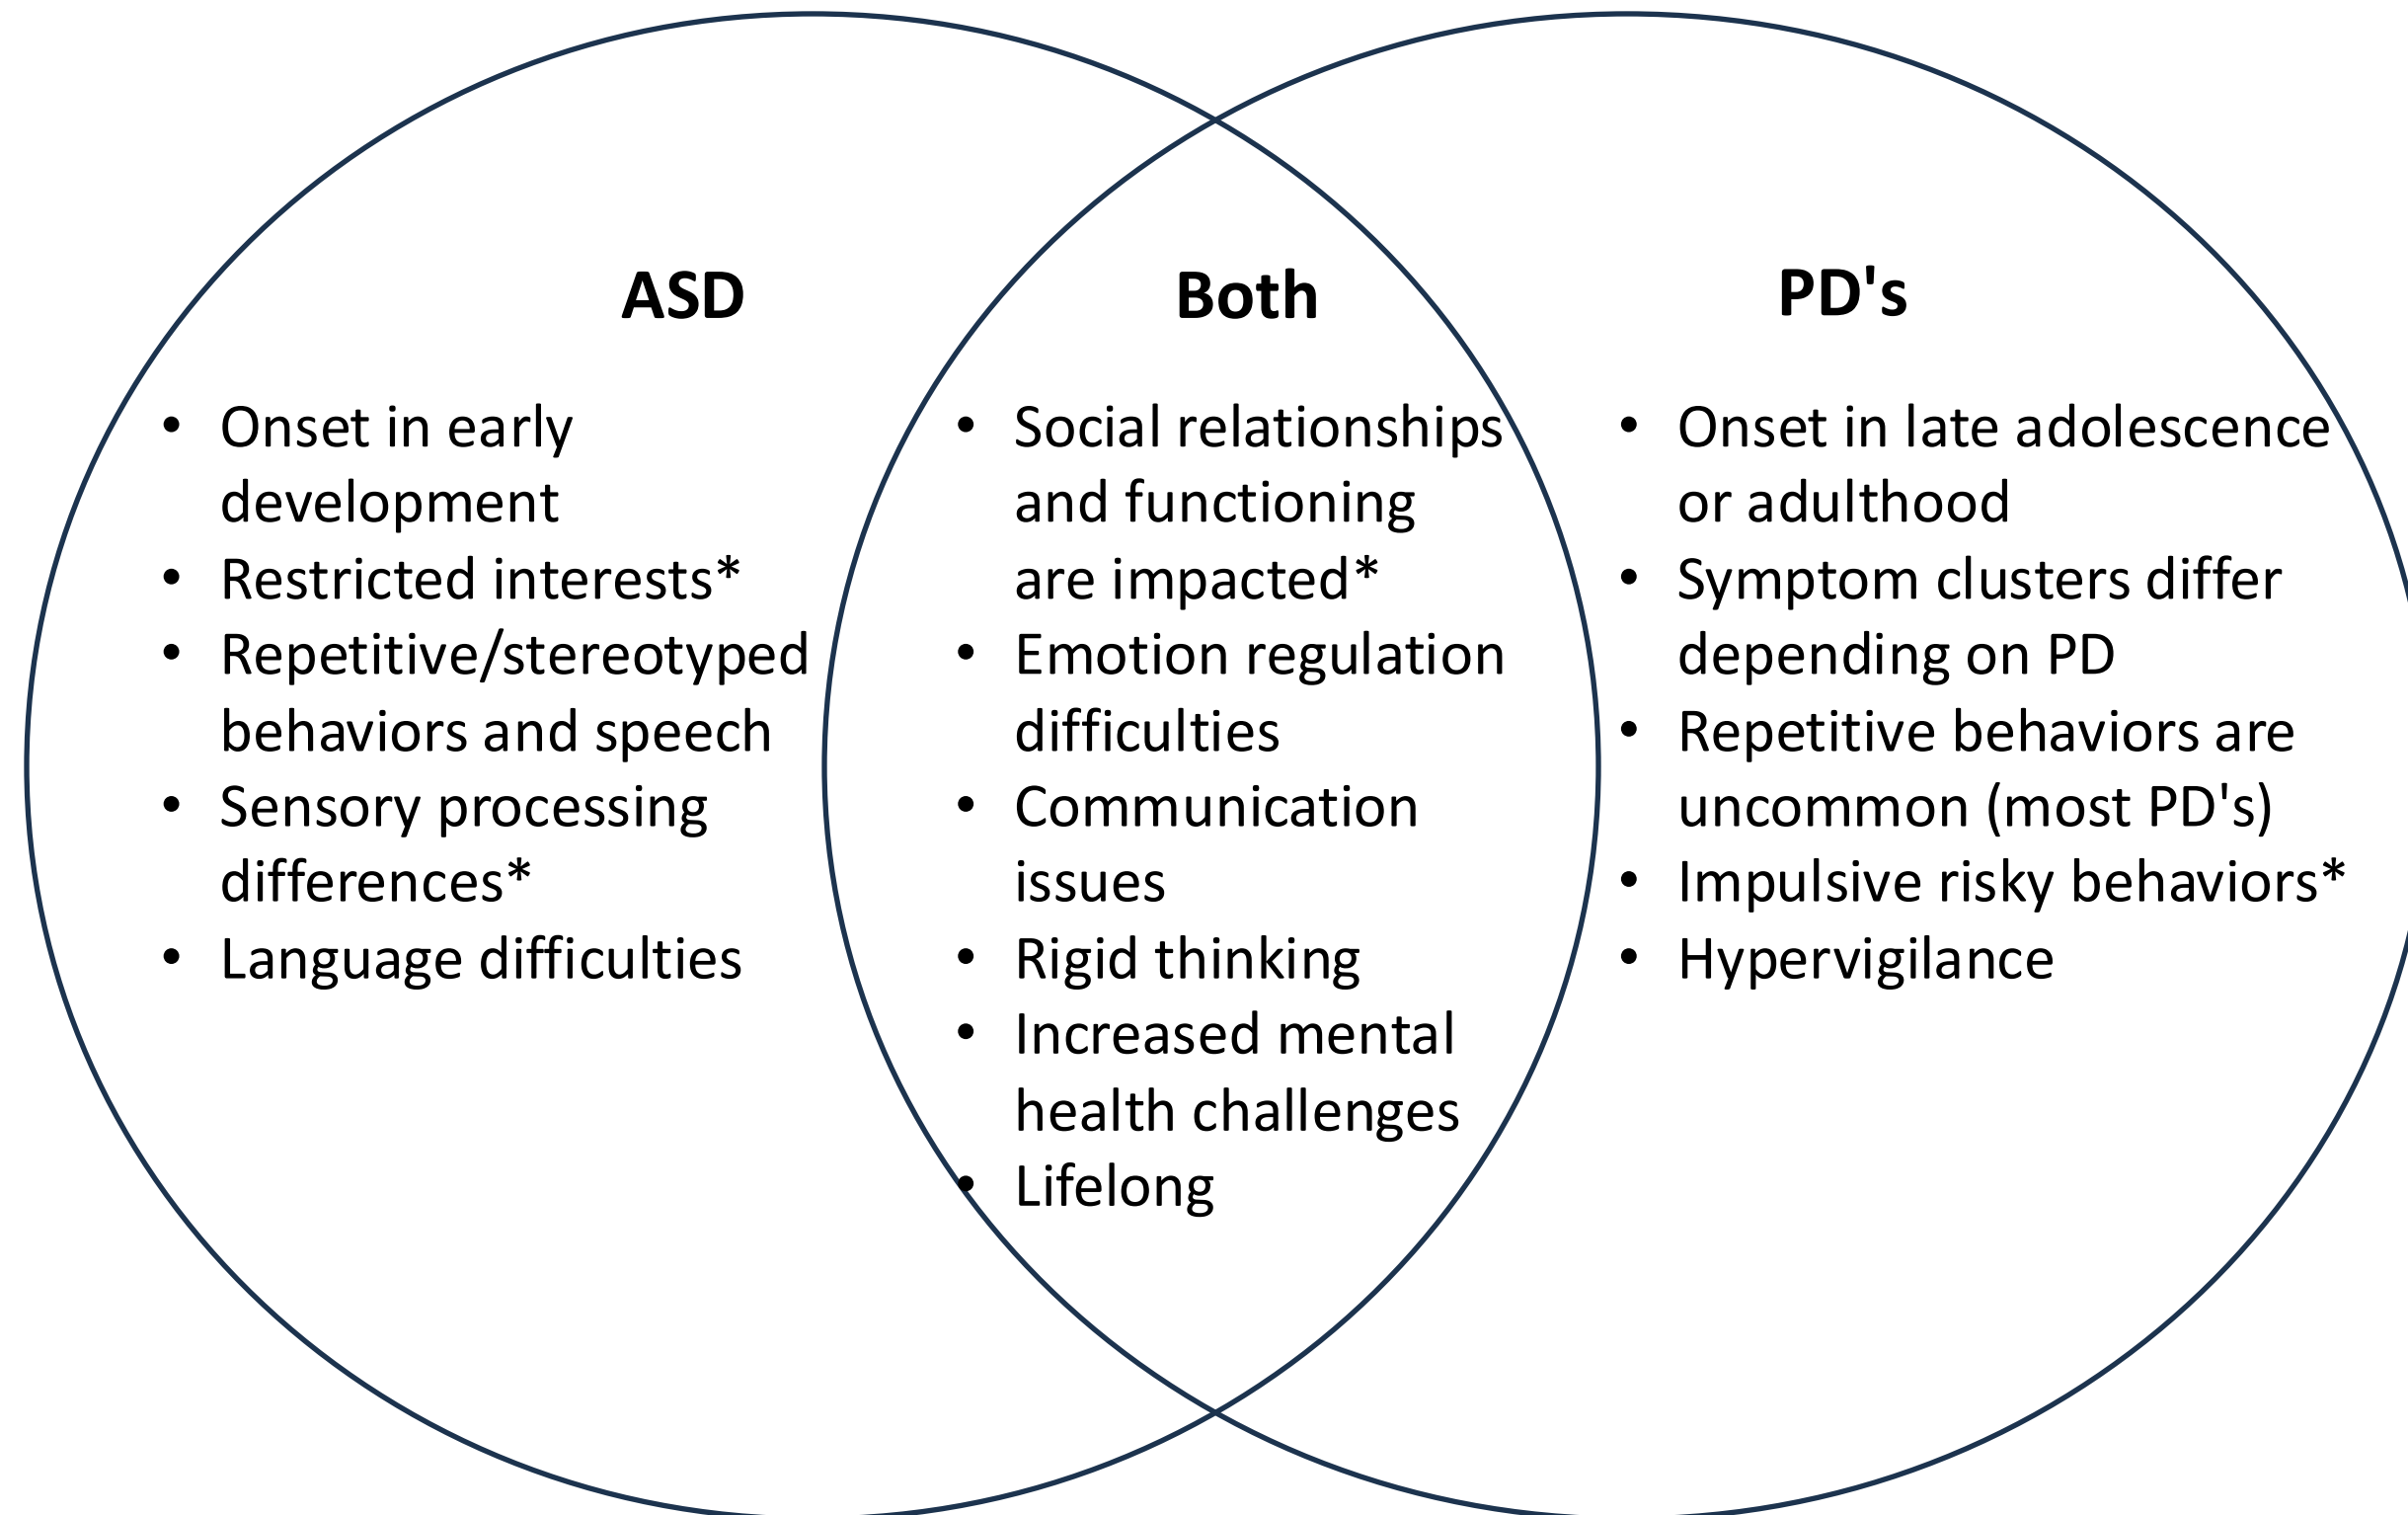 ASD
• Onset in early
development
• Restricted interests*
• Repetitive/stereotyped
behaviors and speech
• Sensory processing
differences*
• Language difficulties
Both
• Social relationships
and functioning
are impacted*
• Emotion regulation
difficulties
• Communication
issues
• Rigid thinking
• Increased mental
health challenges
• Lifelong
PD's
• Onset in late adolescence
or adulthood
• Symptom clusters differ
depending on PD
• Repetitive behaviors are
uncommon (most PD's)
• Impulsive risky behaviors*
• Hypervigilance